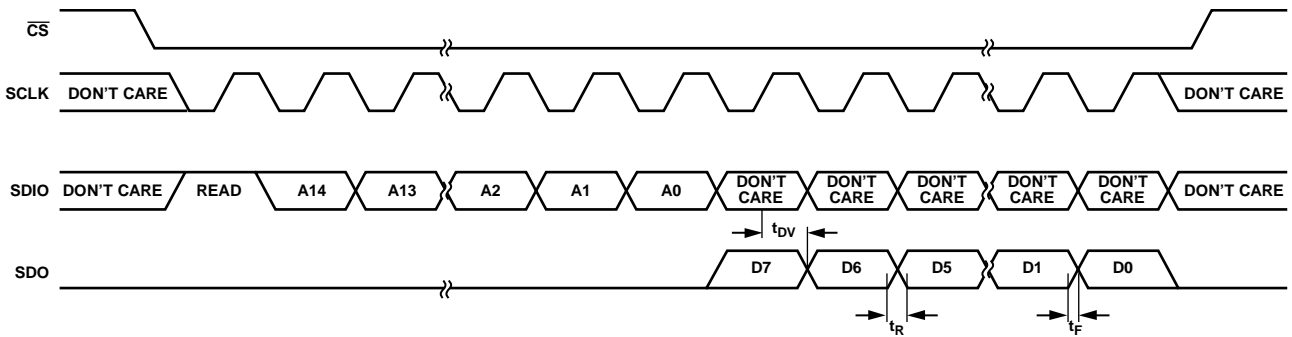 CS
SCLK DON'T CARE DON'T CARE
SDIO DON'T CARE READ A14 A13 A2 A1 A0 DON'T CARE DON'T CARE DON'T CARE DON'T CARE DON'T CARE DON'T CARE
tDV
SDO D7 D6 D5 D1 D0
tR tF